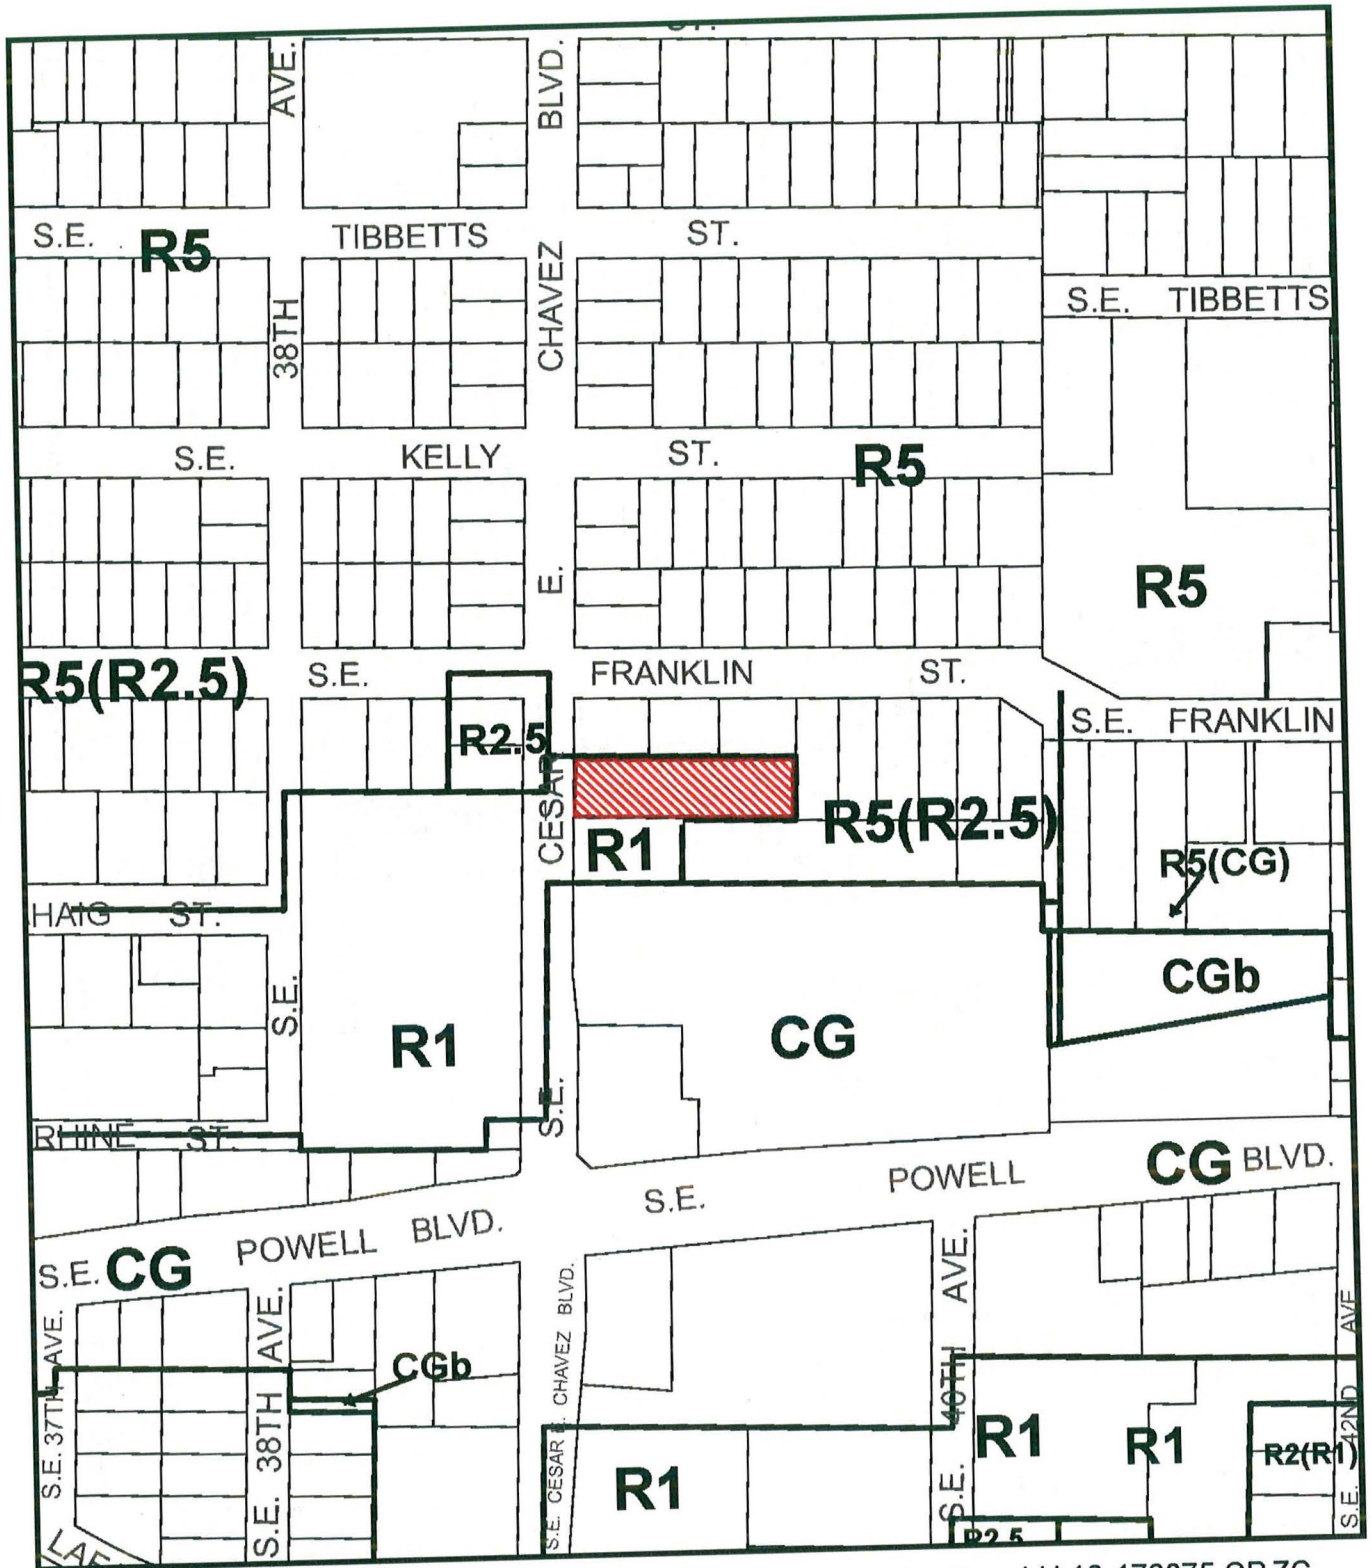 AVE.
BLVD.
S.E. R5 TIBBETTS ST.
CHAVEZ
S.E. TIBBETTS
38TH
S.E. KELLY ST. R5
E.
R5
R5(R2.5) S.E. FRANKLIN ST.
S.E. FRANKLIN
R2.5
CESAR
R1
R5(R2.5)
R5(CG)
HAIG ST.
CGb
S.E.
R1
CG
S.E.
RHINE ST.
CG BLVD.
S.E. POWELL
S.E. CG POWELL BLVD.
S.E. 37TH AVE.
S.E. 38TH AVE.
CGb
S.E. CESAR E. CHAVEZ BLVD.
R1
S.E. 40TH AVE.
R1
R1
R2(R1)
S.E. 42ND AVE
R2.5